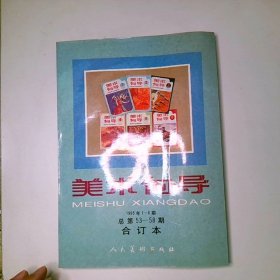 美术向导
MEISHU XIANGDAO
1995年1-6期
总第53-58期
合订本
人民美术出版社